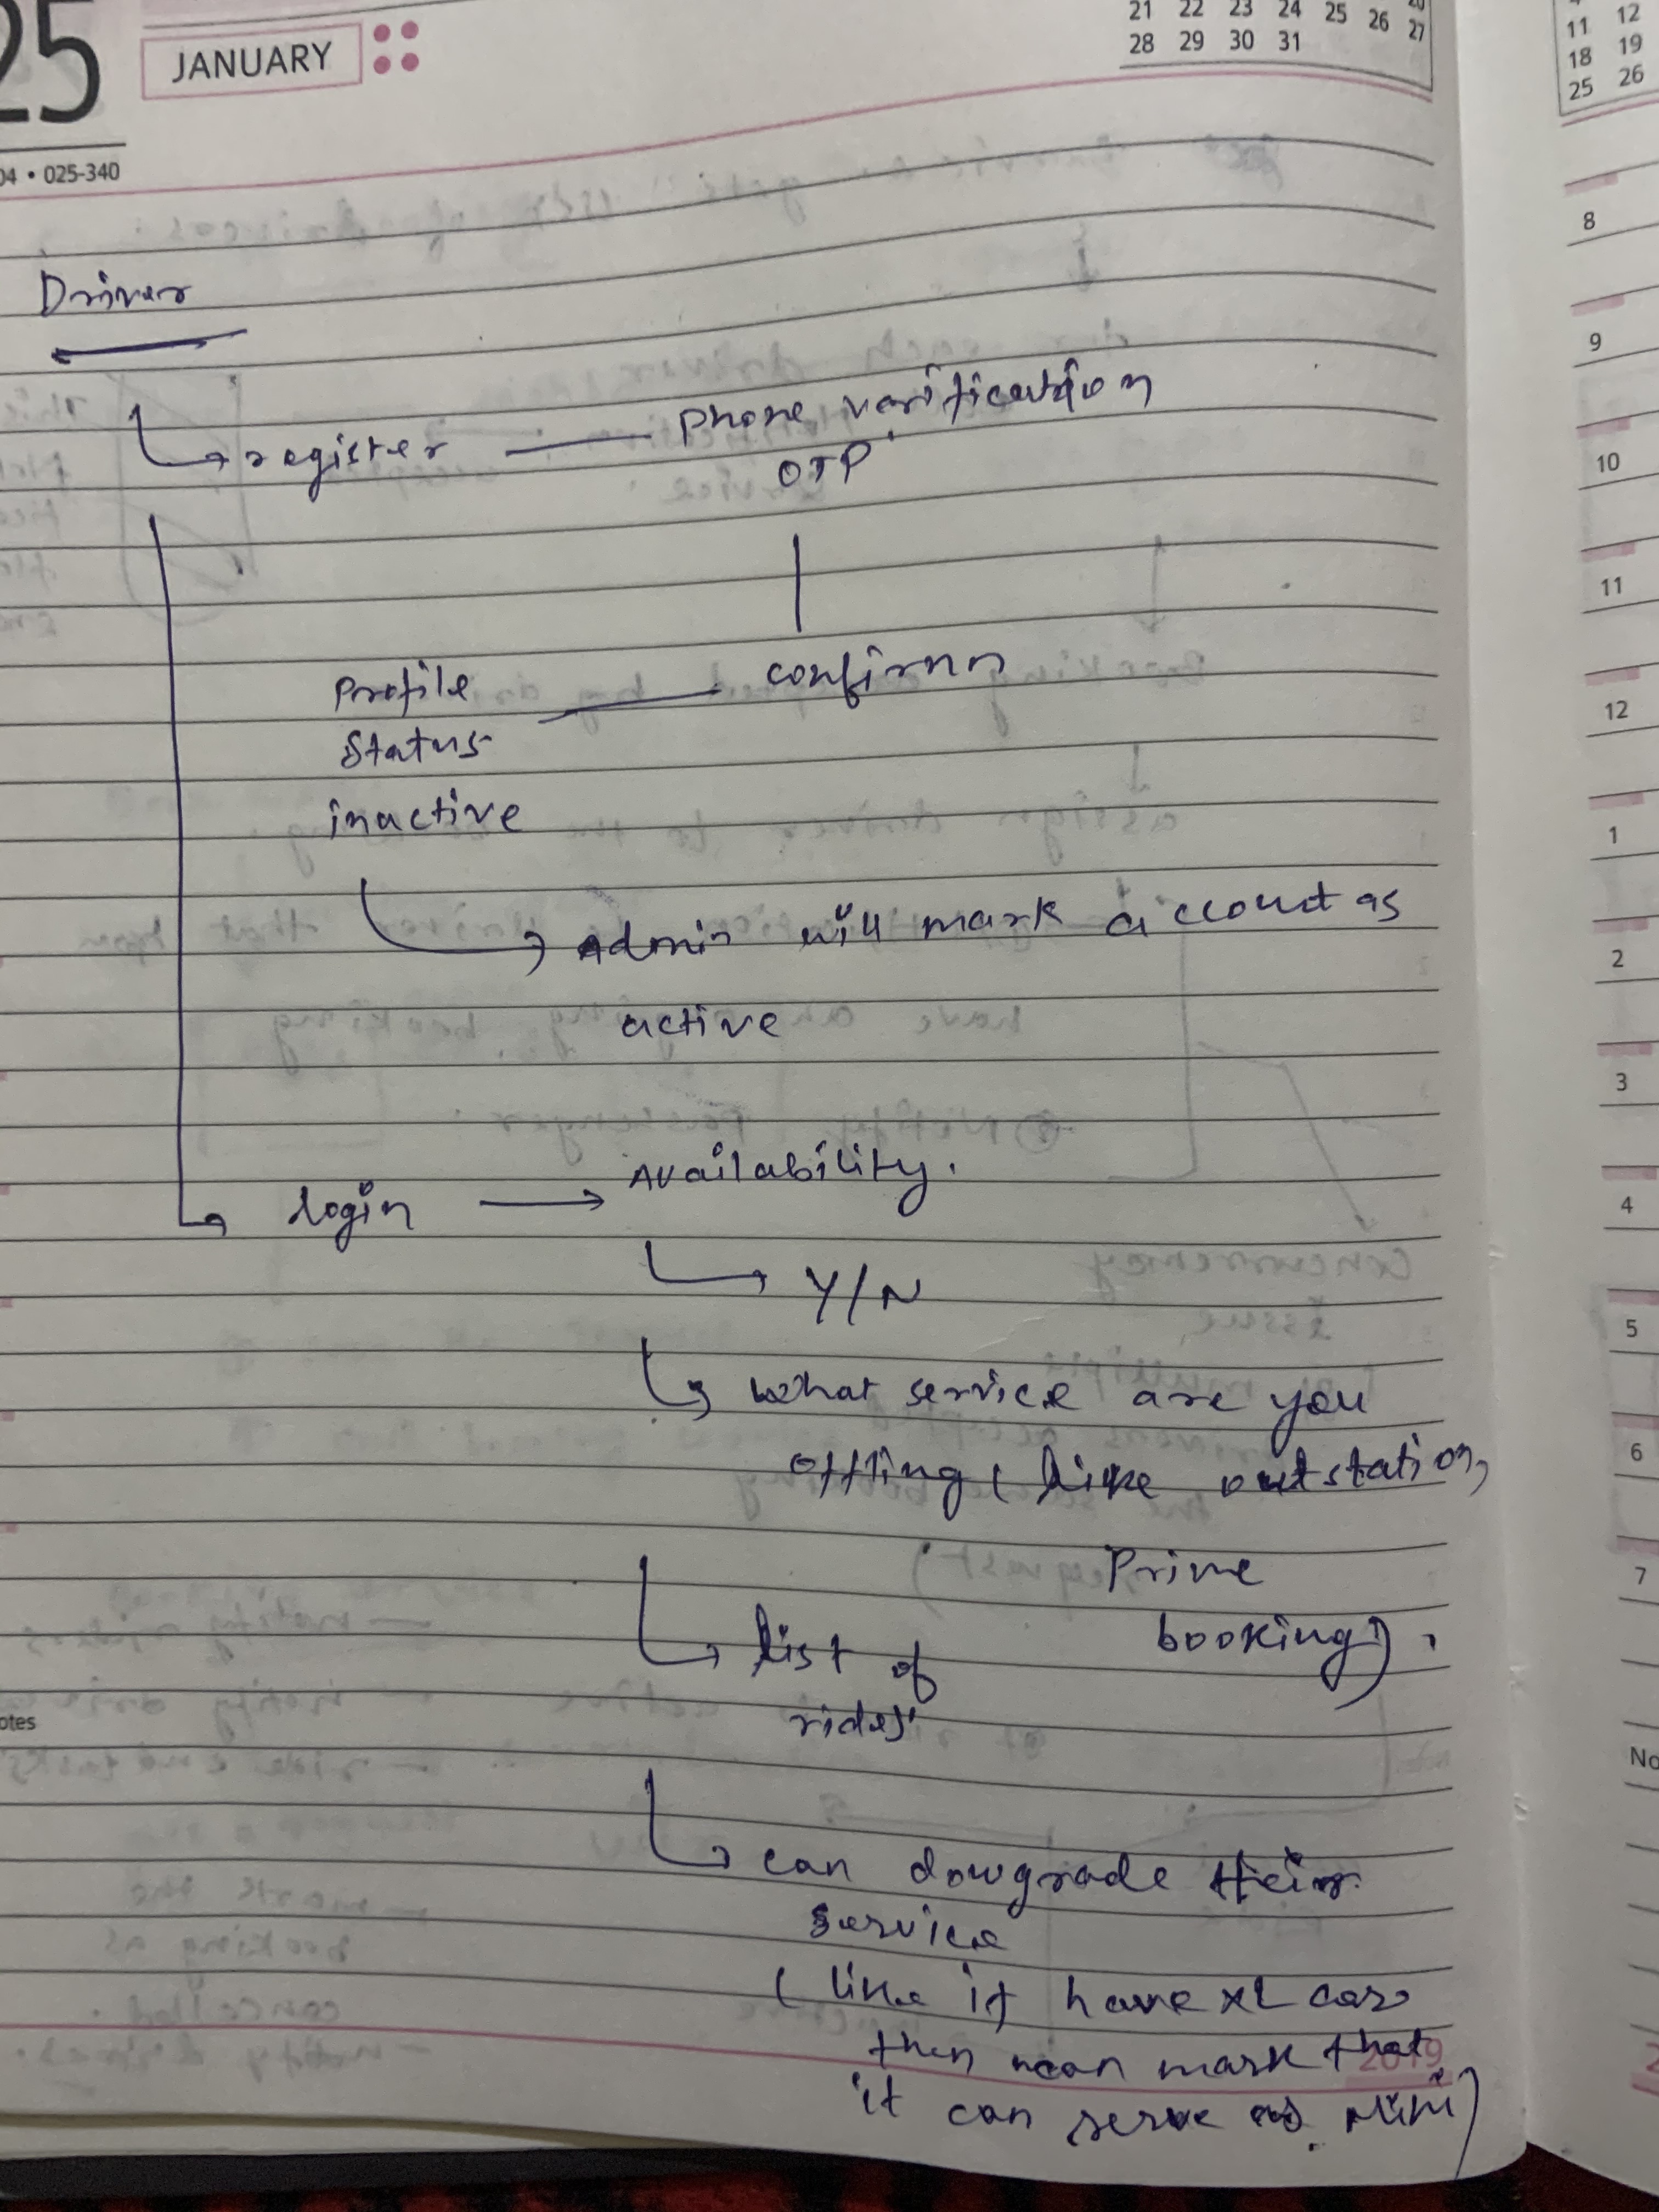 25
JANUARY
21 22 23 24 25 26 27
28 29 30 31
11 12
18 19
25 26
04 • 025-340
Driver
register — phone varification
OTP
Profile — confirm
Status
inactive
Admin will mark account as
active
login → Availability.
Y/N
What service are you
offling (like outstation,
Prime
booking).
list of
rides
can dowgrade their
service
(like if have XL car
then can mark that
it can serve as Mini)
otes
2019
8
9
10
11
12
1
2
3
4
5
6
7
No